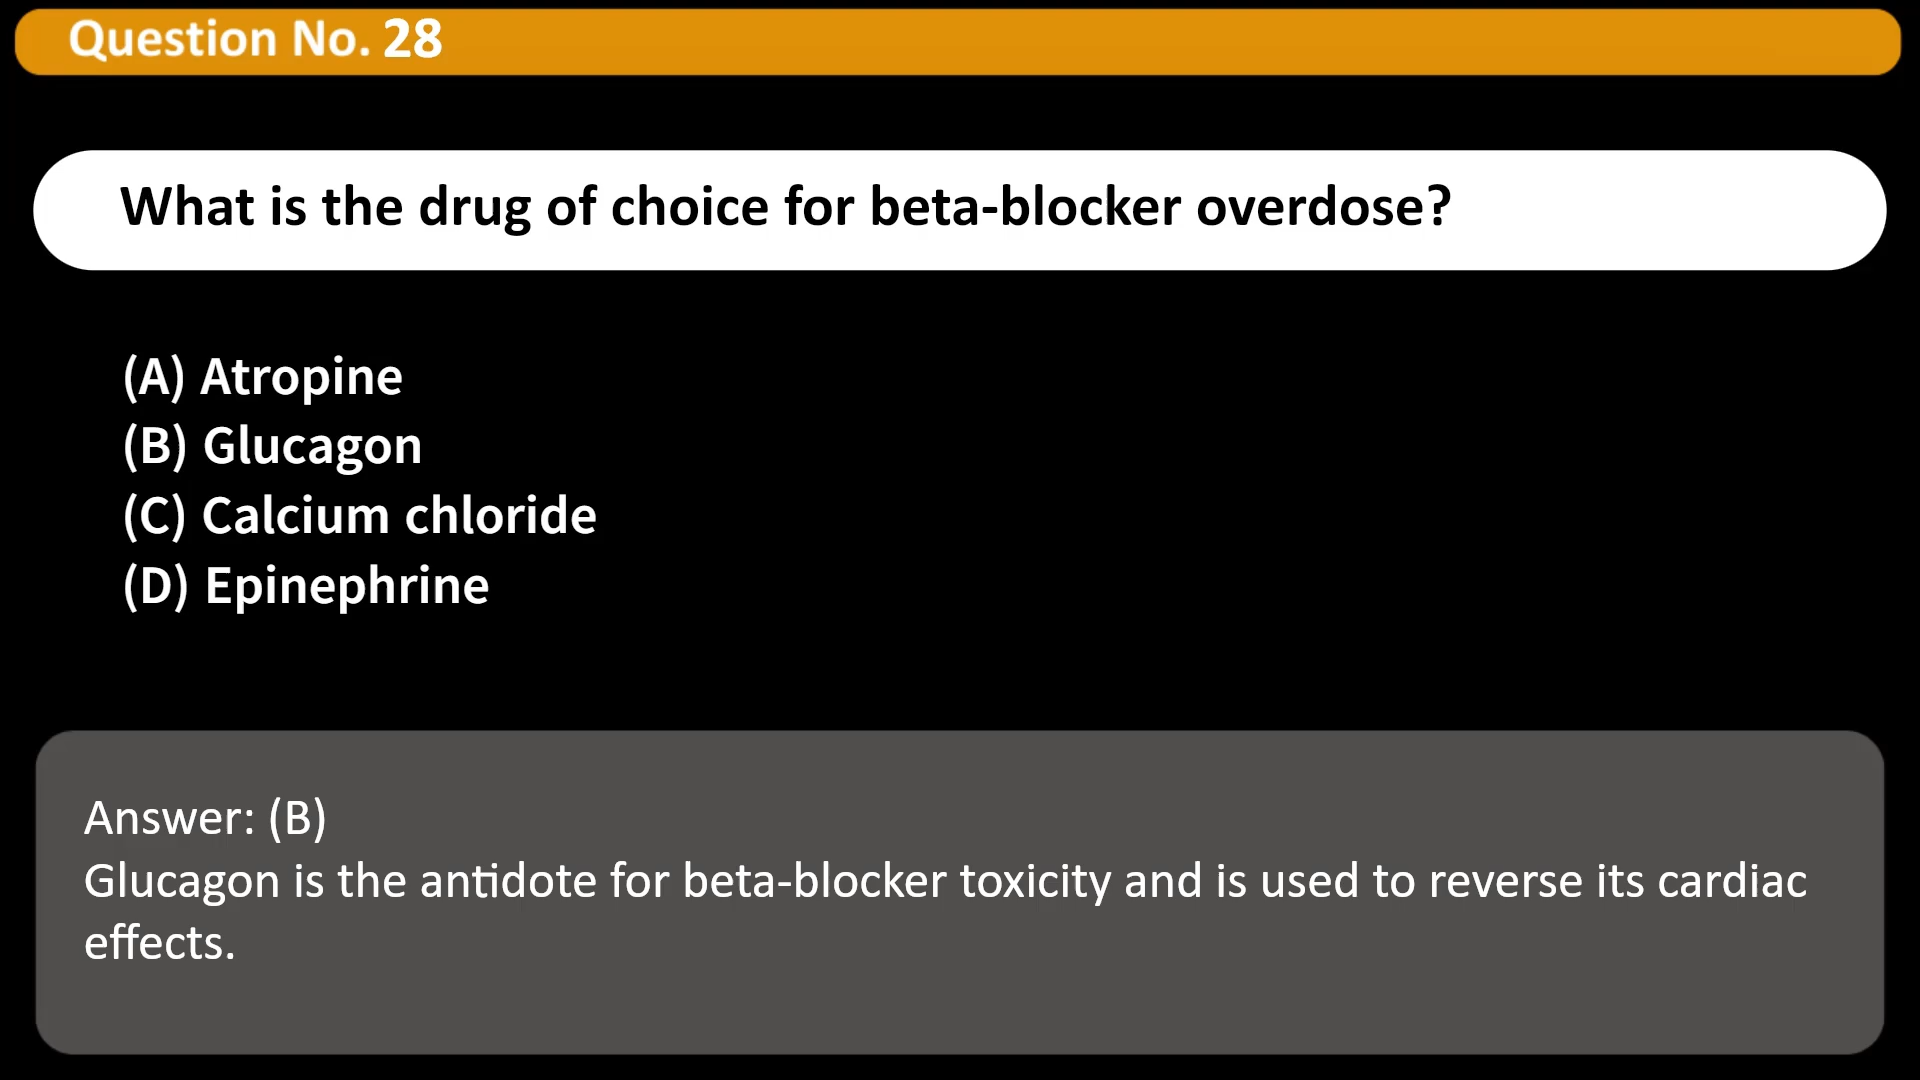 Question No. 28
What is the drug of choice for beta-blocker overdose?
(A) Atropine
(B) Glucagon
(C) Calcium chloride
(D) Epinephrine
Answer: (B)
Glucagon is the antidote for beta-blocker toxicity and is used to reverse its cardiac
effects.